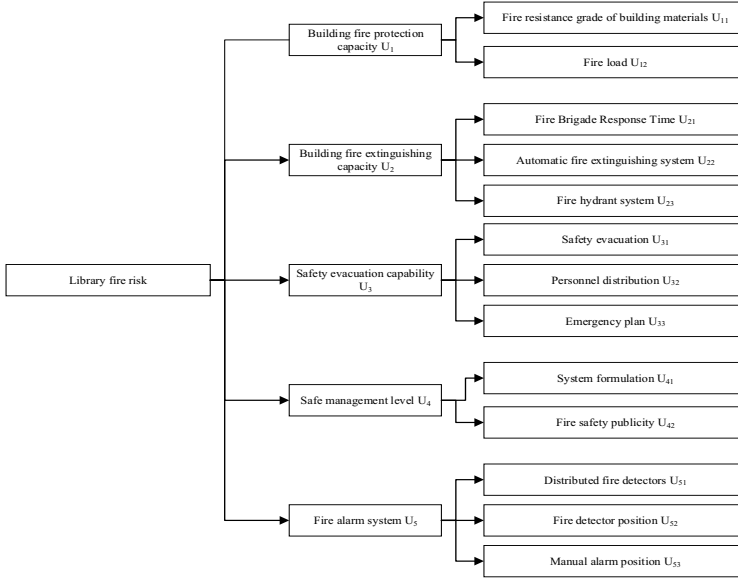 Library fire risk
Building fire protection
capacity U₁
Fire resistance grade of building materials U₁₁
Fire load U₁₂
Building fire extinguishing
capacity U₂
Fire Brigade Response Time U₂₁
Automatic fire extinguishing system U₂₂
Fire hydrant system U₂₃
Safety evacuation capability
U₃
Safety evacuation U₃₁
Personnel distribution U₃₂
Emergency plan U₃₃
Safe management level U₄
System formulation U₄₁
Fire safety publicity U₄₂
Fire alarm system U₅
Distributed fire detectors U₅₁
Fire detector position U₅₂
Manual alarm position U₅₃